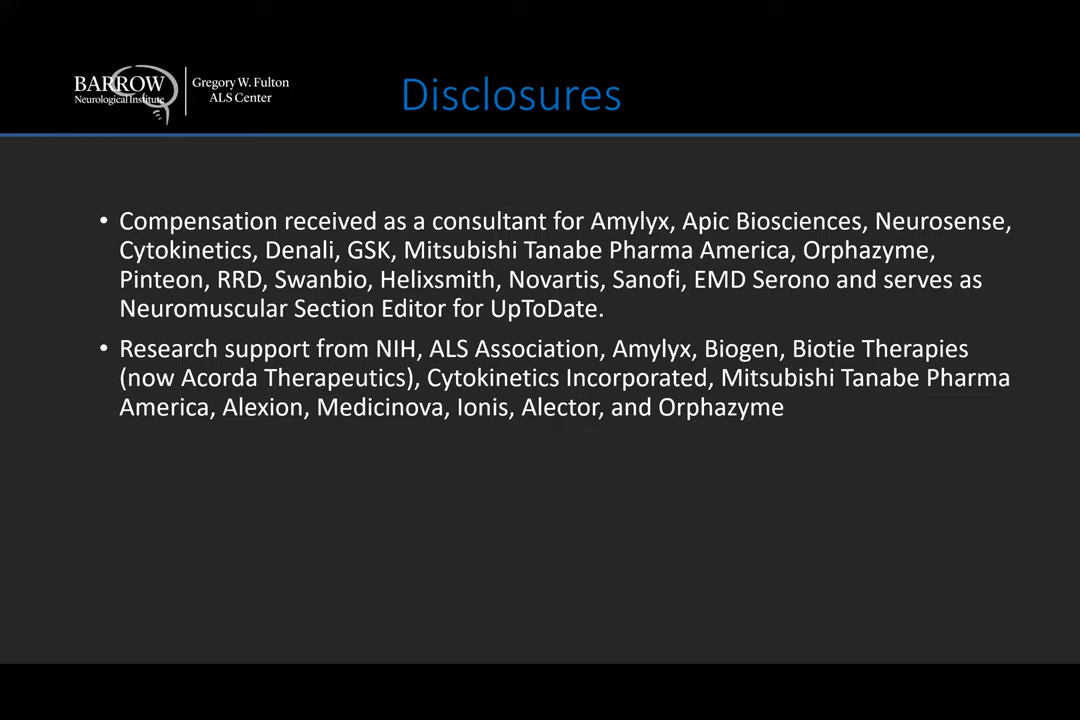 BARROW
Neurological Institute
Gregory W. Fulton
ALS Center
Disclosures
• Compensation received as a consultant for Amylyx, Apic Biosciences, Neurosense,
Cytokinetics, Denali, GSK, Mitsubishi Tanabe Pharma America, Orphazyme,
Pinteon, RRD, Swanbio, Helixsmith, Novartis, Sanofi, EMD Serono and serves as
Neuromuscular Section Editor for UpToDate.
• Research support from NIH, ALS Association, Amylyx, Biogen, Biotie Therapies
(now Acorda Therapeutics), Cytokinetics Incorporated, Mitsubishi Tanabe Pharma
America, Alexion, Medicinova, Ionis, Alector, and Orphazyme